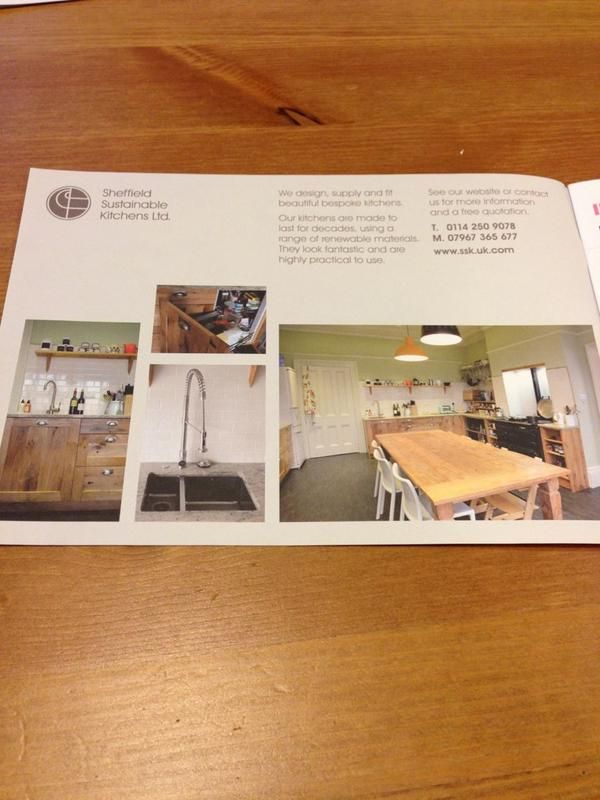 Sheffield
Sustainable
Kitchens Ltd.
We design, supply and fit
beautiful bespoke kitchens.
Our kitchens are made to
last for decades, using a
range of renewable materials.
They look fantastic and are
highly practical to use.
See our website or contact
us for more information
and a free quotation.
T. 0114 250 9078
M. 07967 365 677
www.ssk.uk.com